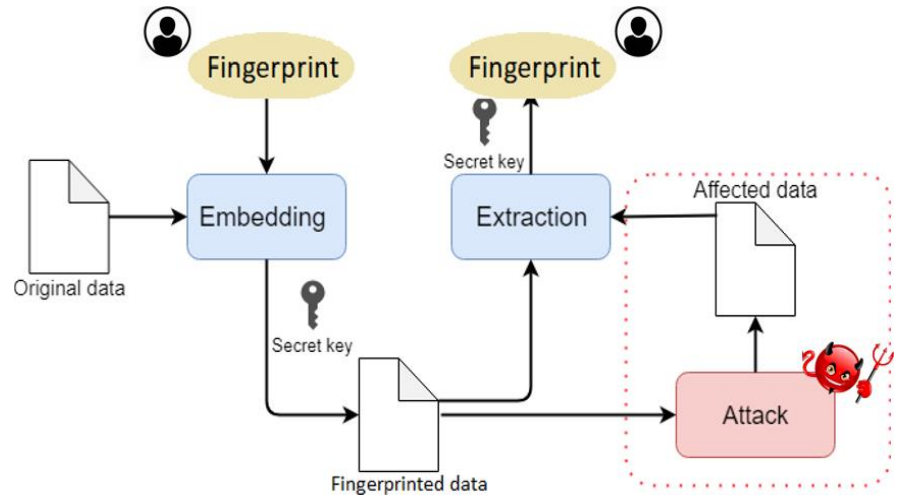 Fingerprint
Fingerprint
Secret key
Affected data
Embedding
Extraction
Original data
Secret key
Attack
Fingerprinted data